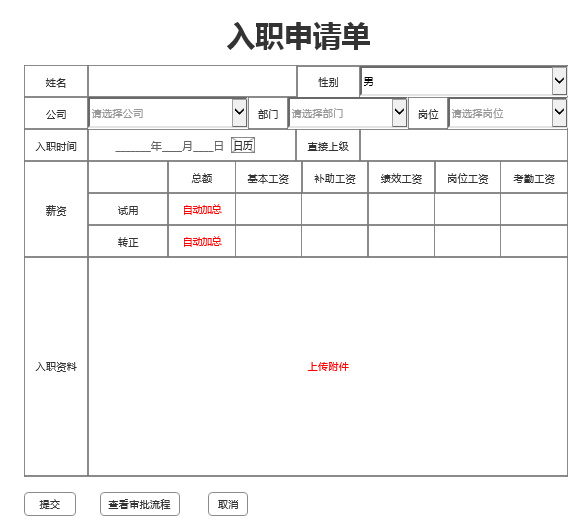 入职申请单
姓名 性别 男
公司 请选择公司 部门 请选择部门 岗位 请选择岗位
入职时间 _______年____月____日 日历 直接上级
总额 基本工资 补助工资 绩效工资 岗位工资 考勤工资
薪资 试用 自动加总
转正 自动加总
入职资料 上传附件
提交 查看审批流程 取消